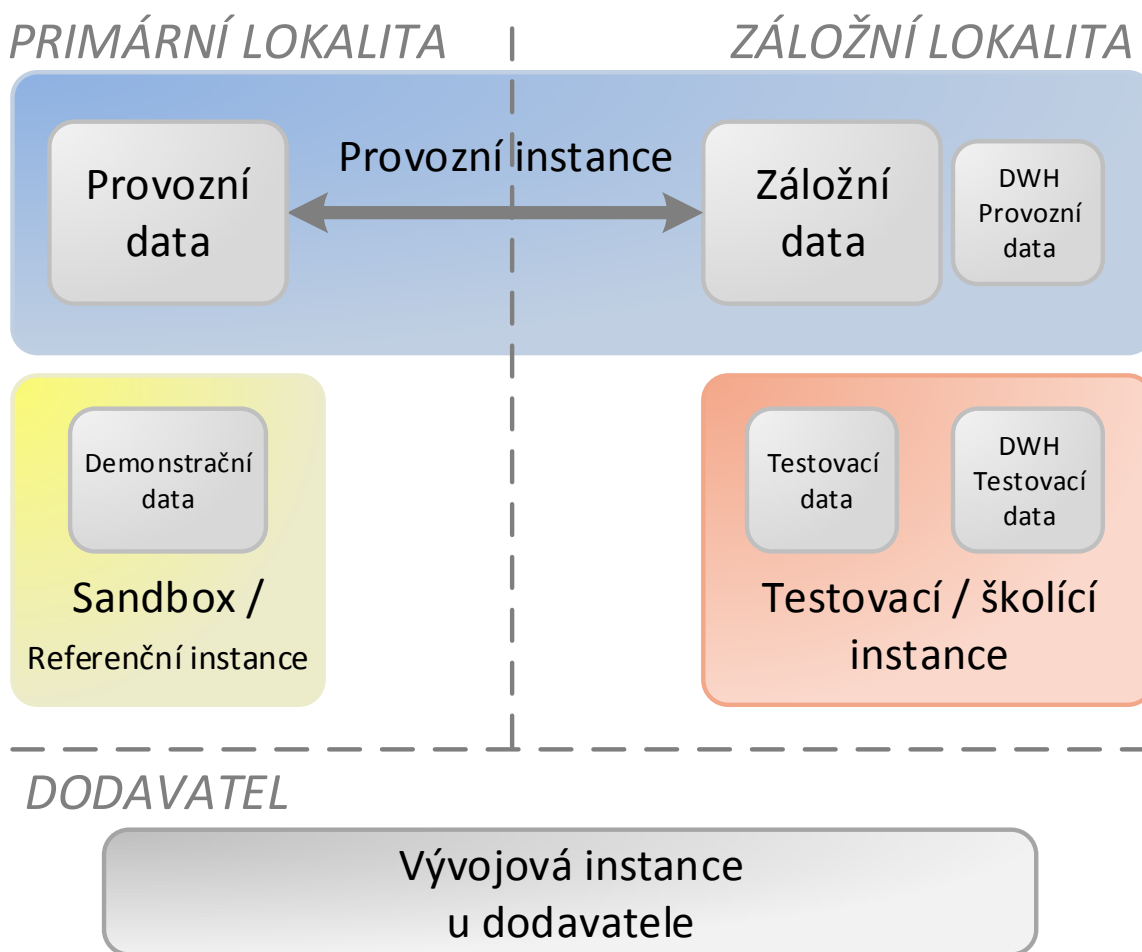 PRIMÁRNÍ LOKALITA
ZÁLOŽNÍ LOKALITA
Provozní
data
Provozní instance
Záložní
data
DWH
Provozní
data
Demonstrační
data
Sandbox /
Referenční instance
Testovací
data
DWH
Testovací
data
Testovací / školící
instance
DODAVATEL
Vývojová instance
u dodavatele